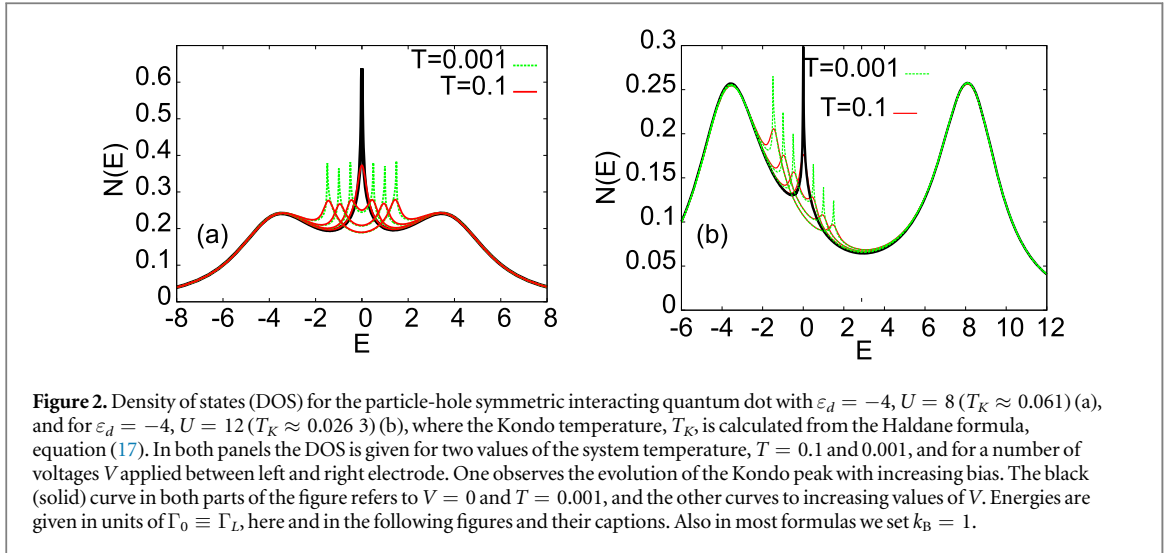 T=0.001
T=0.1
0.6
0.5
0.4
0.3
0.2
0.1
0
N(E)
(a)
-8 -6 -4 -2 0 2 4 6 8
E
T=0.001
T=0.1
0.3
0.25
0.2
0.15
0.1
0.05
0
N(E)
(b)
-6 -4 -2 0 2 4 6 8 10 12
E
Figure 2. Density of states (DOS) for the particle-hole symmetric interacting quantum dot with ε_d = −4, U = 8 (T_K ≈ 0.061) (a),
and for ε_d = −4, U = 12 (T_K ≈ 0.026 3) (b), where the Kondo temperature, T_K, is calculated from the Haldane formula,
equation (17). In both panels the DOS is given for two values of the system temperature, T = 0.1 and 0.001, and for a number of
voltages V applied between left and right electrode. One observes the evolution of the Kondo peak with increasing bias. The black
(solid) curve in both parts of the figure refers to V = 0 and T = 0.001, and the other curves to increasing values of V. Energies are
given in units of Γ₀ ≡ Γ_L, here and in the following figures and their captions. Also in most formulas we set k_B = 1.